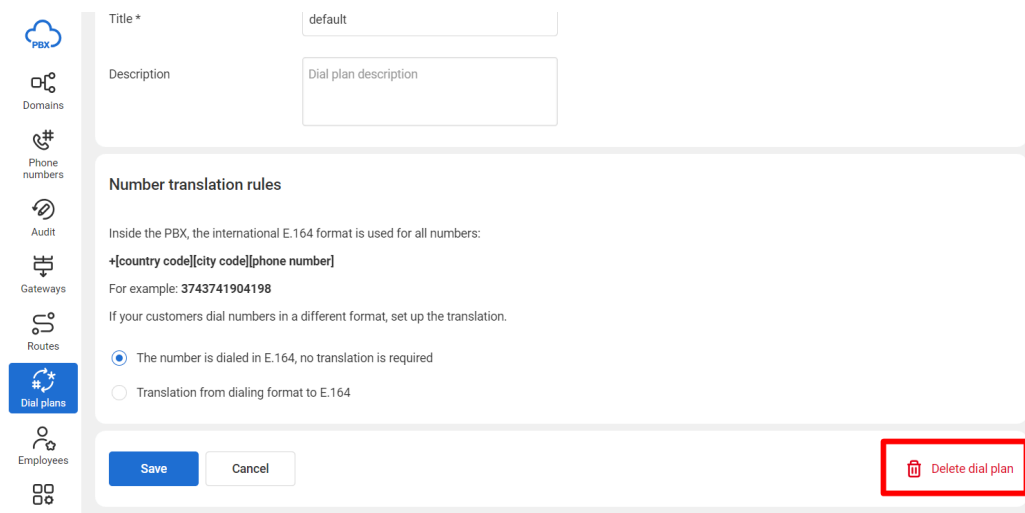 PBX
Domains
Phone
numbers
Audit
Gateways
Routes
Dial plans
Employees
Title *
default
Description
Dial plan description
Number translation rules
Inside the PBX, the international E.164 format is used for all numbers:
+[country code][city code][phone number]
For example: 3743741904198
If your customers dial numbers in a different format, set up the translation.
The number is dialed in E.164, no translation is required
Translation from dialing format to E.164
Save
Cancel
Delete dial plan